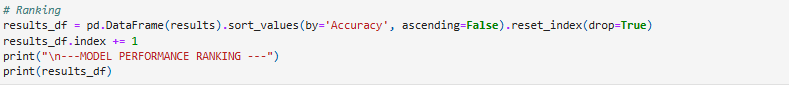 # Ranking
results_df = pd.DataFrame(results).sort_values(by='Accuracy', ascending=False).reset_index(drop=True)
results_df.index += 1
print("\n---MODEL PERFORMANCE RANKING ---")
print(results_df)